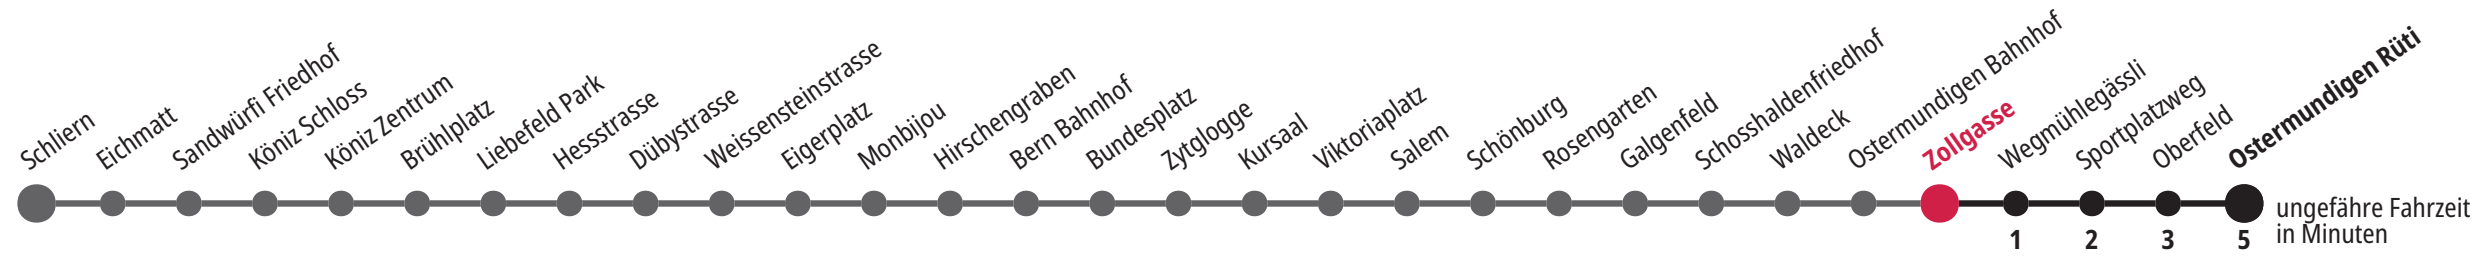 Schliern
Eichmatt
Sandwürfi Friedhof
Köniz Schloss
Köniz Zentrum
Brühlplatz
Liebefeld Park
Hessstrasse
Dübystrasse
Weissensteinstrasse
Eigerplatz
Monbijou
Hirschengraben
Bern Bahnhof
Bundesplatz
Zytglogge
Kursaal
Viktoriaplatz
Salem
Schönburg
Rosengarten
Galgenfeld
Schosshaldenfriedhof
Waldeck
Ostermundigen Bahnhof
Zollgasse
Wegmühlegässli
Sportplatzweg
Oberfeld
Ostermundigen Rüti
1 2 3 5
ungefähre Fahrzeit
in Minuten